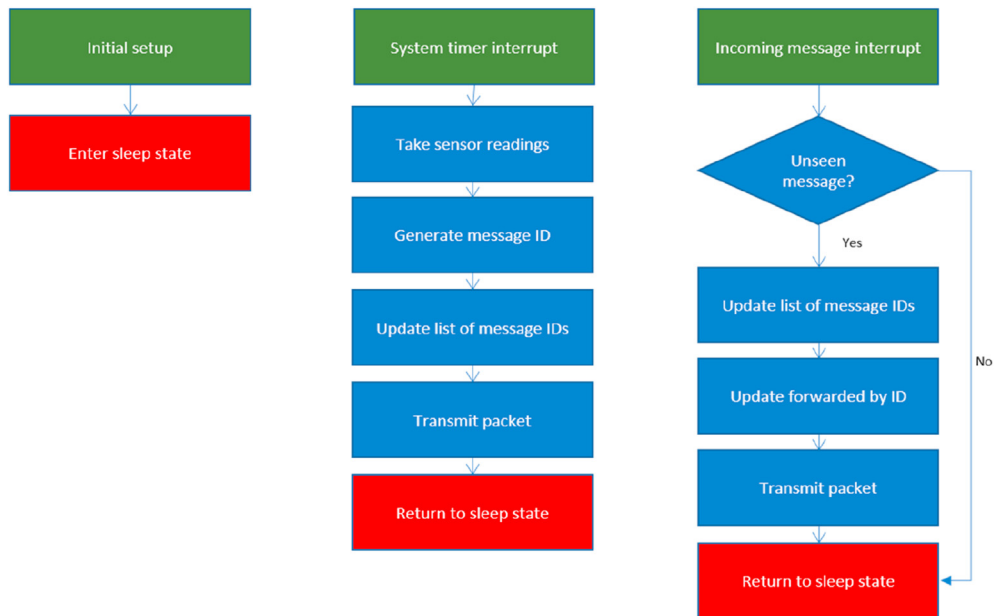 Initial setup
Enter sleep state
System timer interrupt
Take sensor readings
Generate message ID
Update list of message IDs
Transmit packet
Return to sleep state
Incoming message interrupt
Unseen
message?
Yes
No
Update list of message IDs
Update forwarded by ID
Transmit packet
Return to sleep state